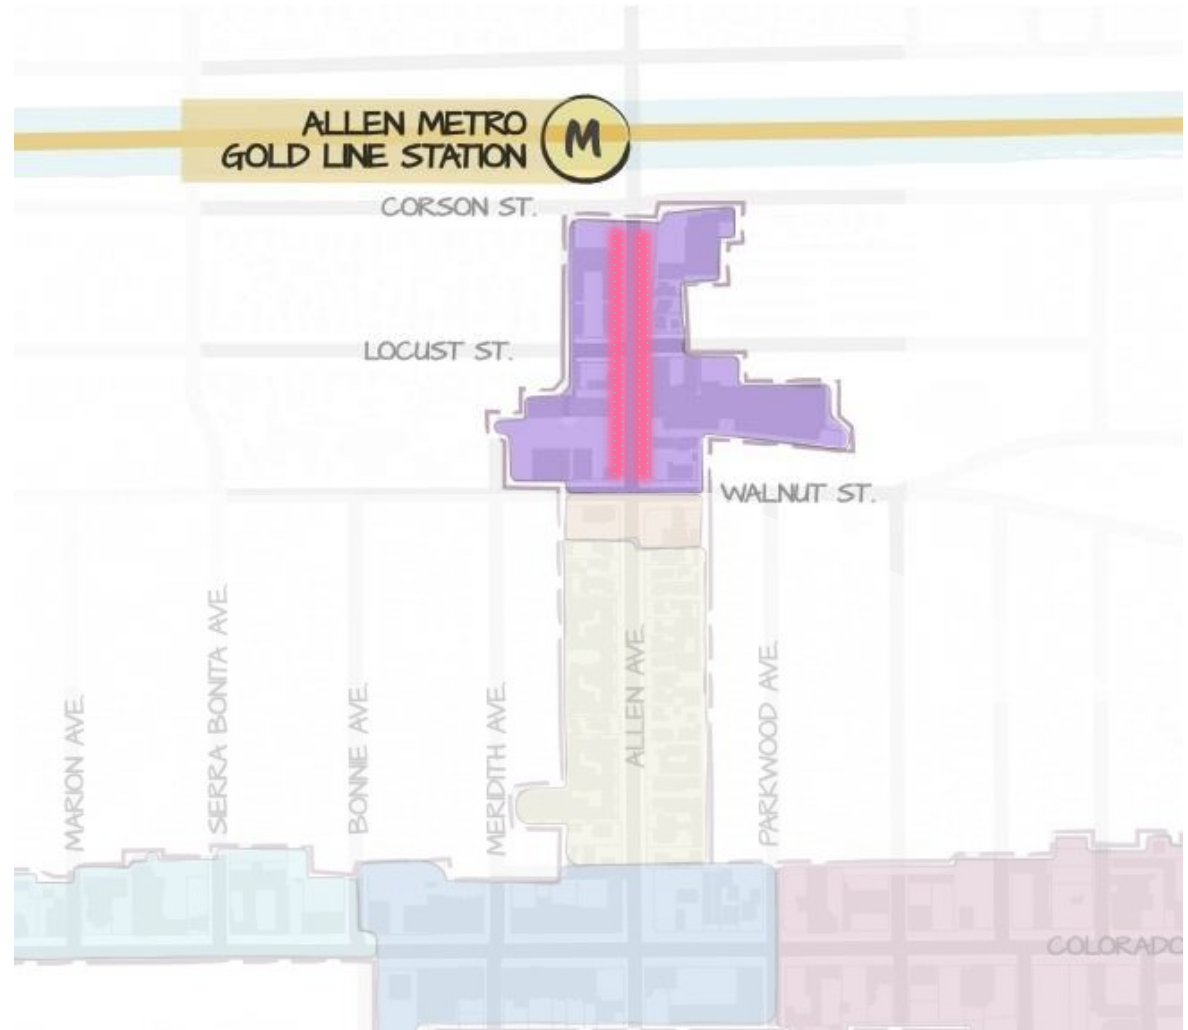 ALLEN METRO
GOLD LINE STATION
M
CORSON ST.
LOCUST ST.
WALNUT ST.
MARION AVE.
SIERRA BONITA AVE.
BONNIE AVE.
MERIDITH AVE.
ALLEN AVE.
PARKWOOD AVE.
COLORADO